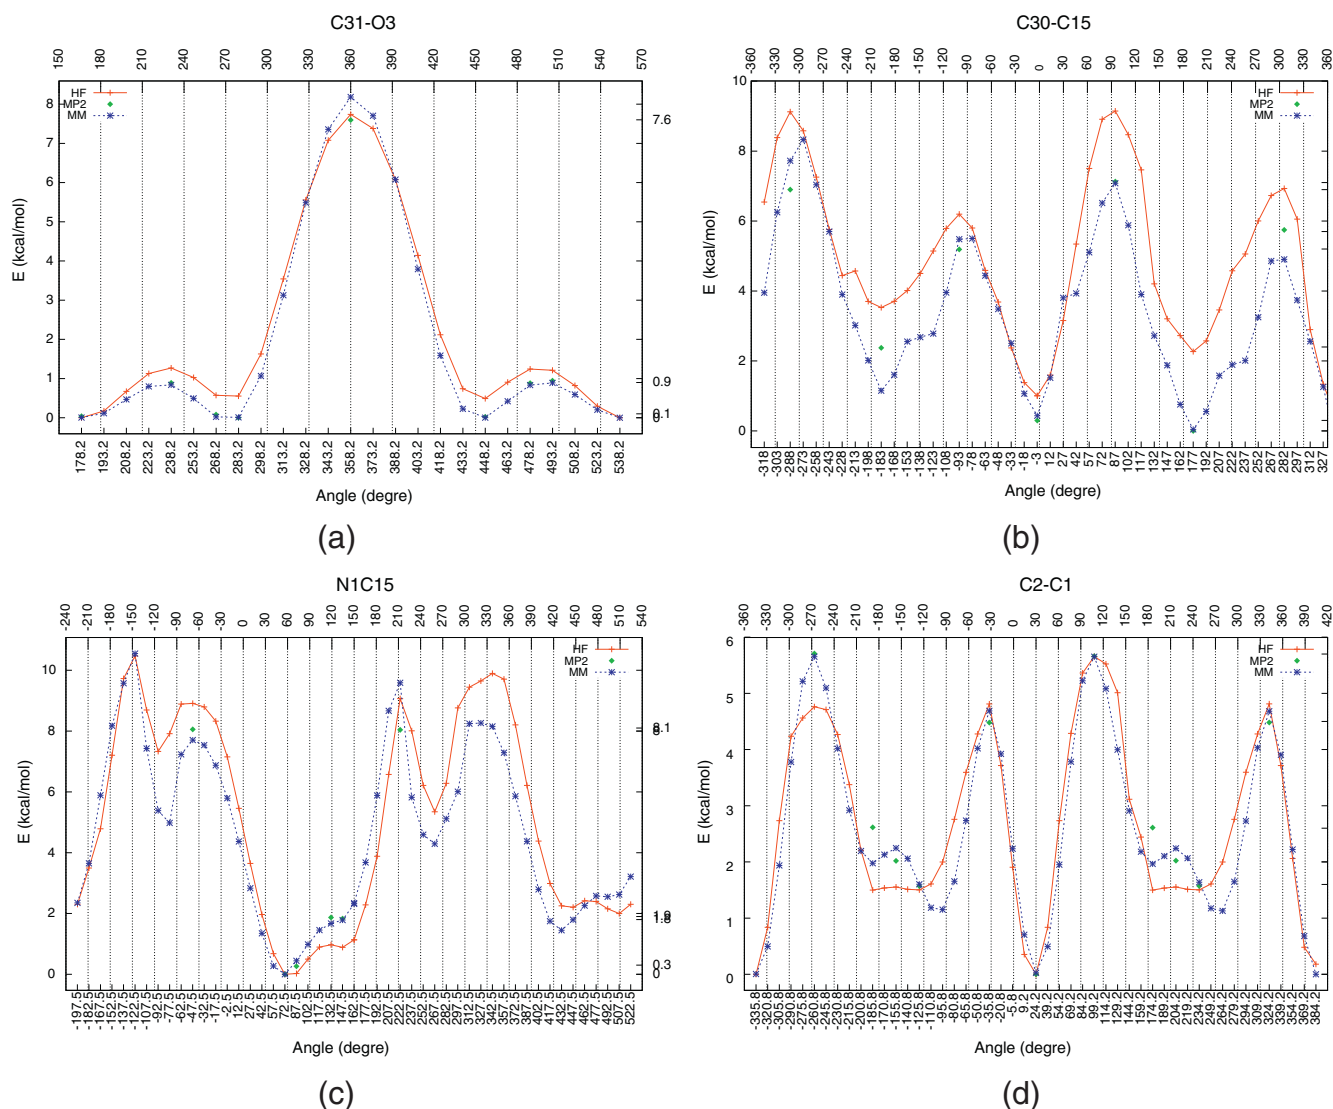 C31-O3
150 180 210 240 270 300 330 360 390 420 450 480 510 540 570
HF
MP2
MM
E (kcal/mol)
8
7
6
5
4
3
2
1
0
7.6
0.9
0.1
178.2 193.2 208.2 223.2 238.2 253.2 268.2 283.2 298.2 313.2 328.2 343.2 358.2 373.2 388.2 403.2 418.2 433.2 448.2 463.2 478.2 493.2 508.2 523.2 538.2
Angle (degre)
(a)
C30-C15
-360 -330 -300 -270 -240 -210 -180 -150 -120 -90 -60 -30 0 30 60 90 120 150 180 210 240 270 300 330 360
HF
MP2
MM
E (kcal/mol)
10
8
6
4
2
0
-318 -303 -288 -273 -258 -243 -228 -213 -198 -183 -168 -153 -138 -123 -108 -93 -78 -63 -48 -33 -18 -3 12 27 42 57 72 87 102 117 132 147 162 177 192 207 222 237 252 267 282 297 312 327
Angle (degre)
(b)
N1C15
-240 -210 -180 -150 -120 -90 -60 -30 0 30 60 90 120 150 180 210 240 270 300 330 360 390 420 450 480 510 540
HF
MP2
MM
E (kcal/mol)
10
8
6
4
2
0
8.1
1.8
0.3
0
-197.5 -182.5 -167.5 -152.5 -137.5 -122.5 -107.5 -92.5 -77.5 -62.5 -47.5 -32.5 -17.5 -2.5 12.5 27.5 42.5 57.5 72.5 87.5 102.5 117.5 132.5 147.5 162.5 177.5 192.5 207.5 222.5 237.5 252.5 267.5 282.5 297.5 312.5 327.5 342.5 357.5 372.5 387.5 402.5 417.5 432.5 447.5 462.5 477.5 492.5 507.5 522.5
Angle (degre)
(c)
C2-C1
-360 -330 -300 -270 -240 -210 -180 -150 -120 -90 -60 -30 0 30 60 90 120 150 180 210 240 270 300 330 360 390 420
HF
MP2
MM
E (kcal/mol)
6
5
4
3
2
1
0
-335.8 -320.8 -305.8 -290.8 -275.8 -260.8 -245.8 -230.8 -215.8 -200.8 -185.8 -170.8 -155.8 -140.8 -125.8 -110.8 -95.8 -80.8 -65.8 -50.8 -35.8 -20.8 -5.8 9.2 24.2 39.2 54.2 69.2 84.2 99.2 114.2 129.2 144.2 159.2 174.2 189.2 204.2 219.2 234.2 249.2 264.2 279.2 294.2 309.2 324.2 339.2 354.2 369.2 384.2
Angle (degre)
(d)